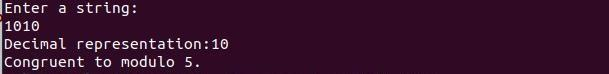 Enter a string:
1010
Decimal representation:10
Congruent to modulo 5.